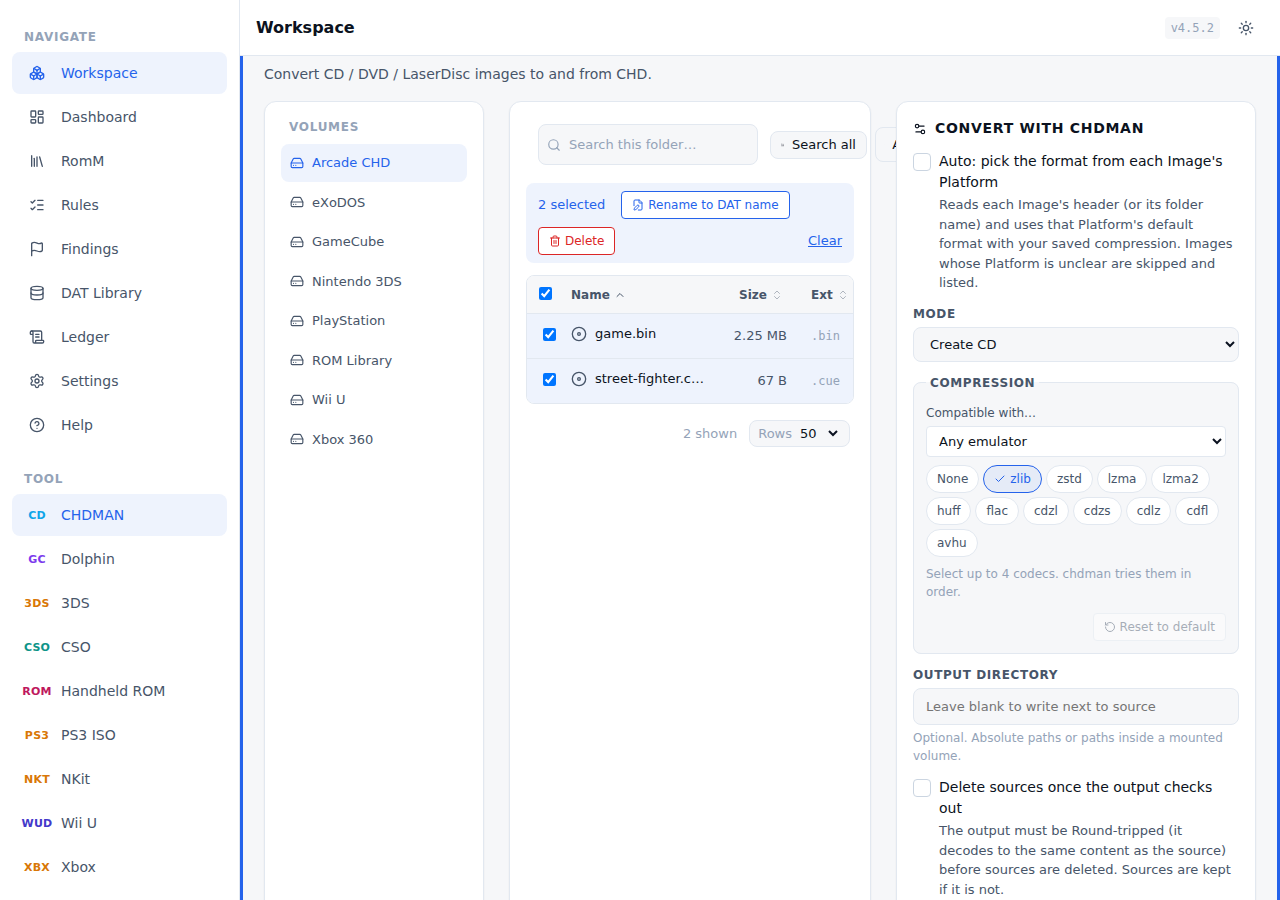 NAVIGATE
Workspace
Dashboard
RomM
Rules
Findings
DAT Library
Ledger
Settings
Help
TOOL
CD CHDMAN
GC Dolphin
3DS 3DS
CSO CSO
ROM Handheld ROM
PS3 PS3 ISO
NKT NKit
WUD Wii U
XBX Xbox
Workspace
v4.5.2
Convert CD / DVD / LaserDisc images to and from CHD.
VOLUMES
Arcade CHD
eXoDOS
GameCube
Nintendo 3DS
PlayStation
ROM Library
Wii U
Xbox 360
Search this folder…
Search all
2 selected
Rename to DAT name
Delete
Clear
Name Size Ext
game.bin 2.25 MB .bin
street-fighter.c… 67 B .cue
2 shown Rows 50
CONVERT WITH CHDMAN
Auto: pick the format from each Image's
Platform
Reads each Image's header (or its folder
name) and uses that Platform's default
format with your saved compression. Images
whose Platform is unclear are skipped and
listed.
MODE
Create CD
COMPRESSION
Compatible with…
Any emulator
None zlib zstd lzma lzma2
huff flac cdzl cdzs cdlz cdfl
avhu
Select up to 4 codecs. chdman tries them in
order.
Reset to default
OUTPUT DIRECTORY
Leave blank to write next to source
Optional. Absolute paths or paths inside a mounted
volume.
Delete sources once the output checks
out
The output must be Round-tripped (it
decodes to the same content as the source)
before sources are deleted. Sources are kept
if it is not.